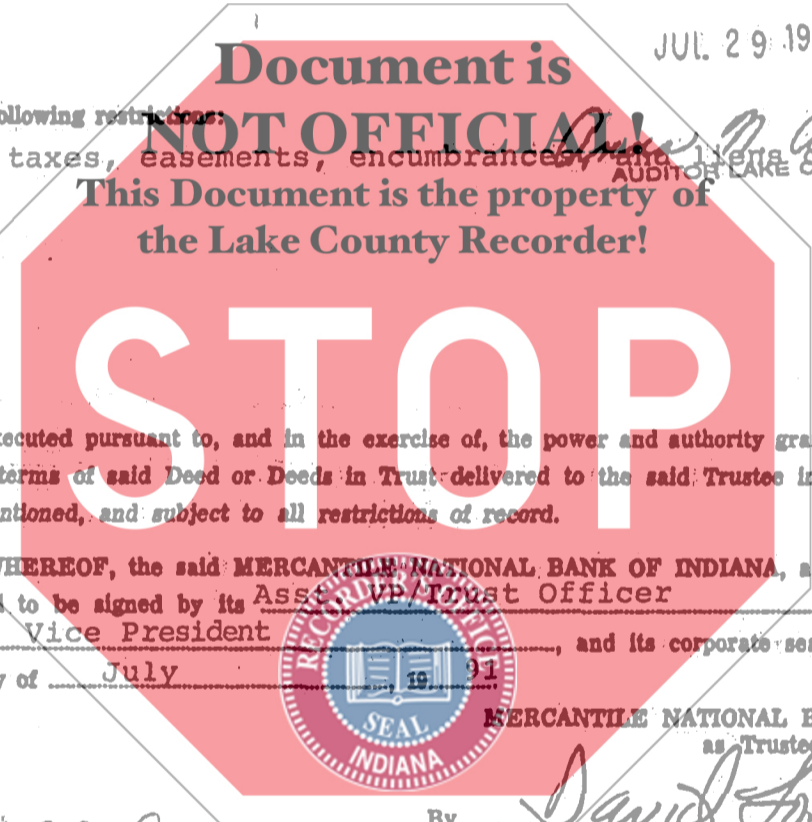 JUL 29 19
Document is
ollowing restrictions:
NOT OFFICIAL!
taxes, easements, encumbrances, and liens
AUDITOR LAKE C
This Document is the property of
the Lake County Recorder!
STOP
ecuted pursuant to, and in the exercise of, the power and authority gra
terms of said Deed or Deeds in Trust delivered to the said Trustee in
ntioned, and subject to all restrictions of record.
WHEREOF, the said MERCANTILE NATIONAL BANK OF INDIANA, a
d to be signed by its Asst. VP/Trust Officer
Vice President, and its corporate sea
y of July, 19 91
RECORDER'S OFFICE
SEAL
INDIANA
MERCANTILE NATIONAL B
as Trustee
By David